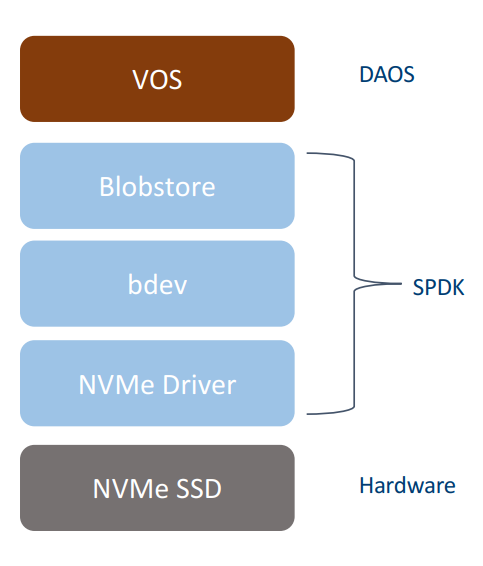 VOS
DAOS
Blobstore
bdev
SPDK
NVMe Driver
NVMe SSD
Hardware